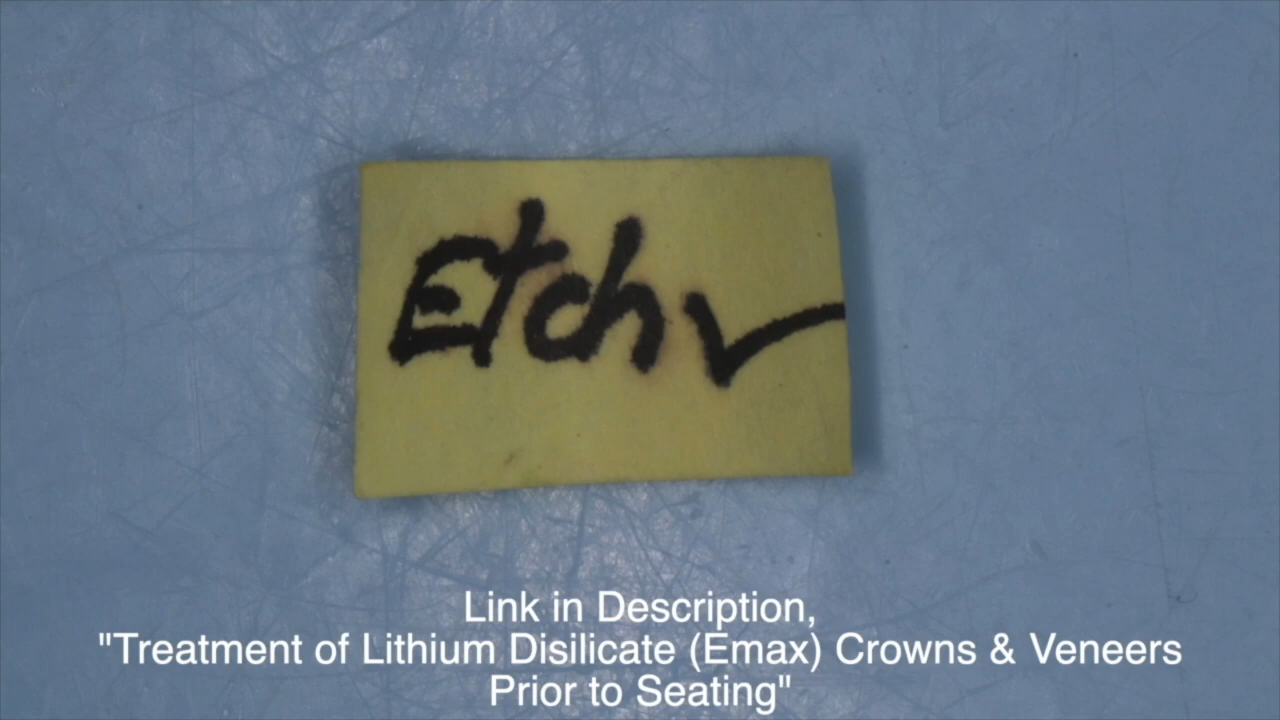 Etch ✓
Link in Description,
"Treatment of Lithium Disilicate (Emax) Crowns & Veneers
Prior to Seating"